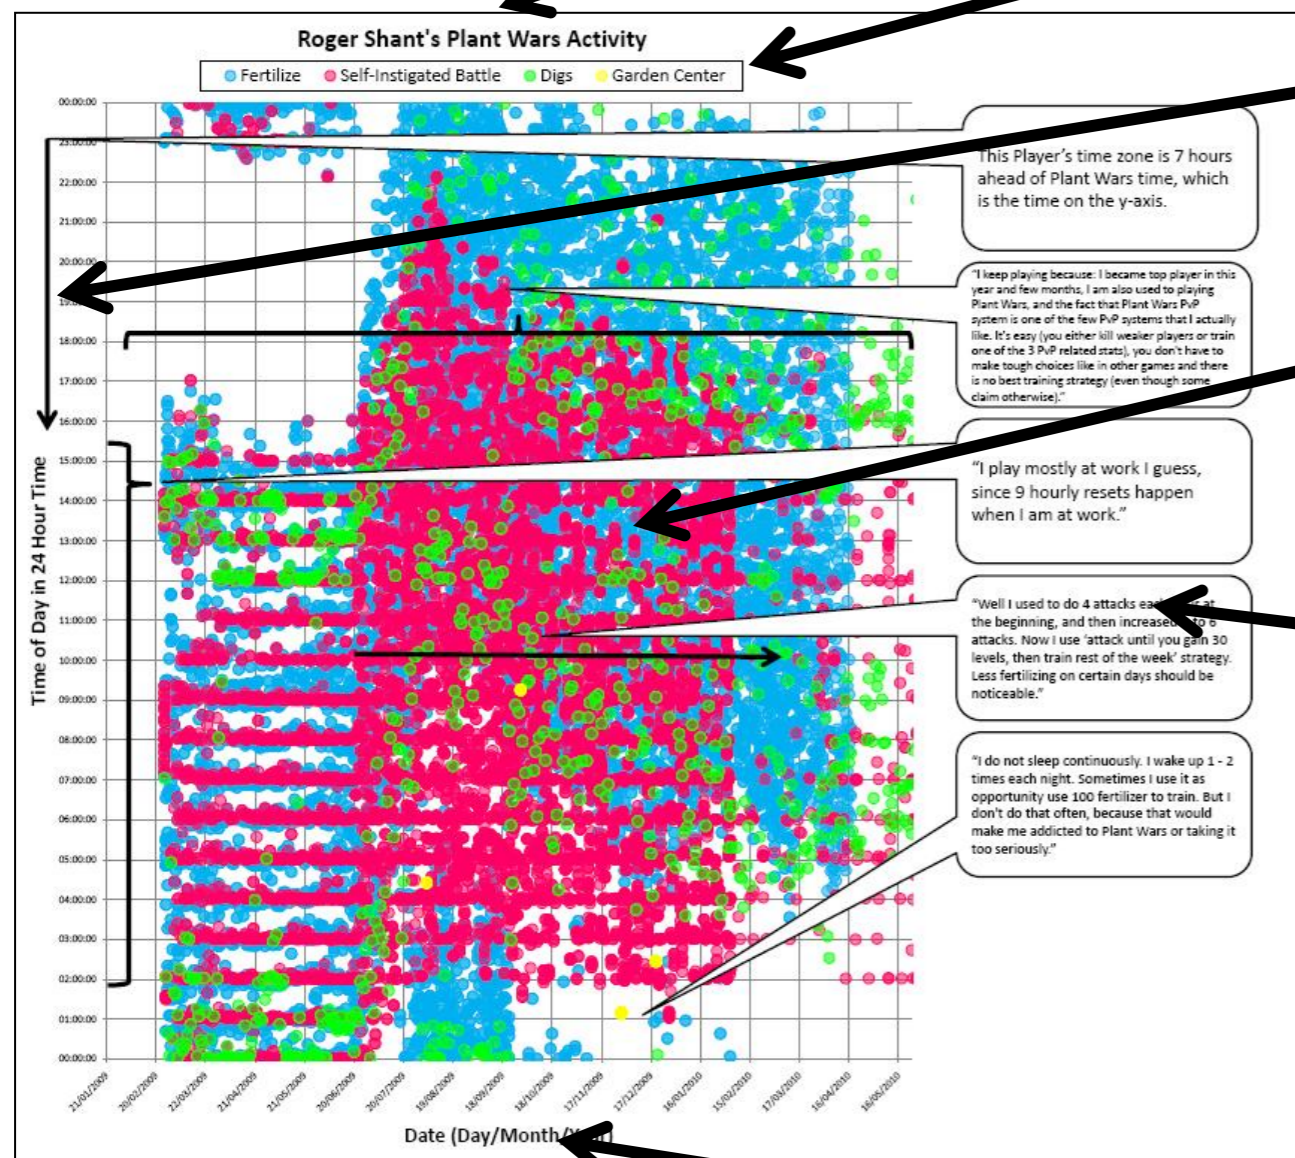 Roger Shant's Plant Wars Activity
Fertilize Self-Instigated Battle Digs Garden Center
Time of Day in 24 Hour Time
00:00:00
23:00:00
22:00:00
21:00:00
20:00:00
19:00:00
18:00:00
17:00:00
16:00:00
15:00:00
14:00:00
13:00:00
12:00:00
11:00:00
10:00:00
09:00:00
08:00:00
07:00:00
06:00:00
05:00:00
04:00:00
03:00:00
02:00:00
01:00:00
00:00:00
This Player's time zone is 7 hours
ahead of Plant Wars time, which
is the time on the y-axis.
"I keep playing because: I became top player in this
year and few months, I am also used to playing
Plant Wars, and the fact that Plant Wars PvP
system is one of the few PvP systems that I actually
like. It's easy (you either kill weaker players or train
one of the 3 PvP related stats), you don't have to
make tough choices like in other games and there
is no best training strategy (even though some
claim otherwise)."
"I play mostly at work I guess,
since 9 hourly resets happen
when I am at work."
"Well I used to do 4 attacks at
the beginning, and then increased to 6
attacks. Now I use 'attack until you gain 30
levels, then train rest of the week' strategy.
Less fertilizing on certain days should be
noticeable."
"I do not sleep continuously. I wake up 1 - 2
times each night. Sometimes I use it as
opportunity use 100 fertilizer to train. But I
don't do that often, because that would
make me addicted to Plant Wars or taking it
too seriously."
21/01/2009
20/02/2009
22/03/2009
21/04/2009
21/05/2009
20/06/2009
20/07/2009
19/08/2009
18/09/2009
18/10/2009
17/11/2009
17/12/2009
16/01/2010
15/02/2010
17/03/2010
16/04/2010
16/05/2010
Date (Day/Month/Year)